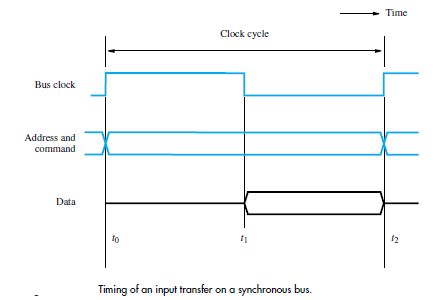 Time
Clock cycle
Bus clock
Address and
command
Data
t0
t1
t2
Timing of an input transfer on a synchronous bus.